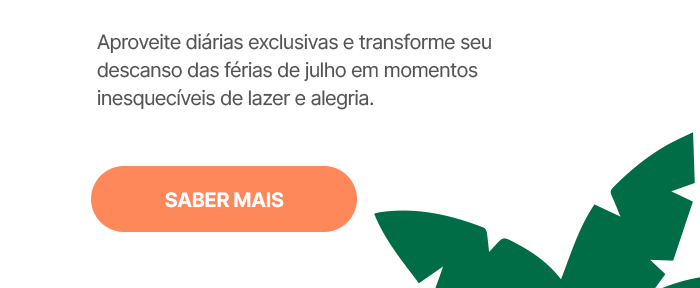 Aproveite diárias exclusivas e transforme seu
descanso das férias de julho em momentos
inesquecíveis de lazer e alegria.
SABER MAIS